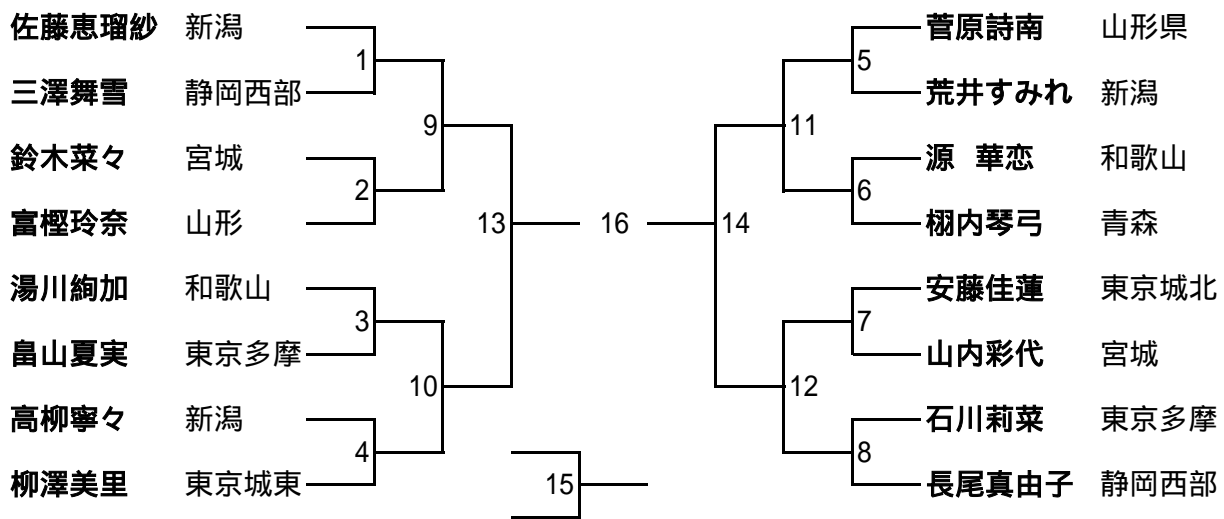 佐藤恵瑠紗 新潟
1
三澤舞雪 静岡西部
9
鈴木菜々 宮城
2
富樫玲奈 山形
13
湯川絢加 和歌山
3
畠山夏実 東京多摩
10
高柳寧々 新潟
4
柳澤美里 東京城東
15
16
菅原詩南 山形県
5
荒井すみれ 新潟
11
源 華恋 和歌山
6
栩内琴弓 青森
14
安藤佳蓮 東京城北
7
山内彩代 宮城
12
石川莉菜 東京多摩
8
長尾真由子 静岡西部